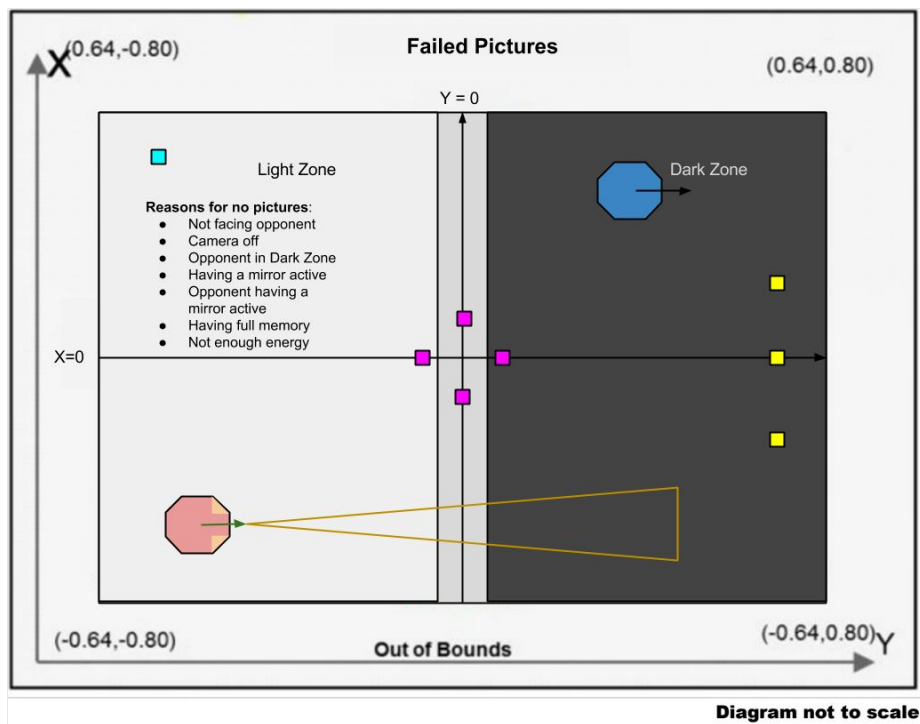 Failed Pictures
X
(0.64,-0.80)
(0.64,0.80)
Y = 0
Light Zone
Dark Zone
Reasons for no pictures:
● Not facing opponent
● Camera off
● Opponent in Dark Zone
● Having a mirror active
● Opponent having a
mirror active
● Having full memory
● Not enough energy
X=0
(-0.64,-0.80)
Out of Bounds
(-0.64,0.80)
Y
Diagram not to scale